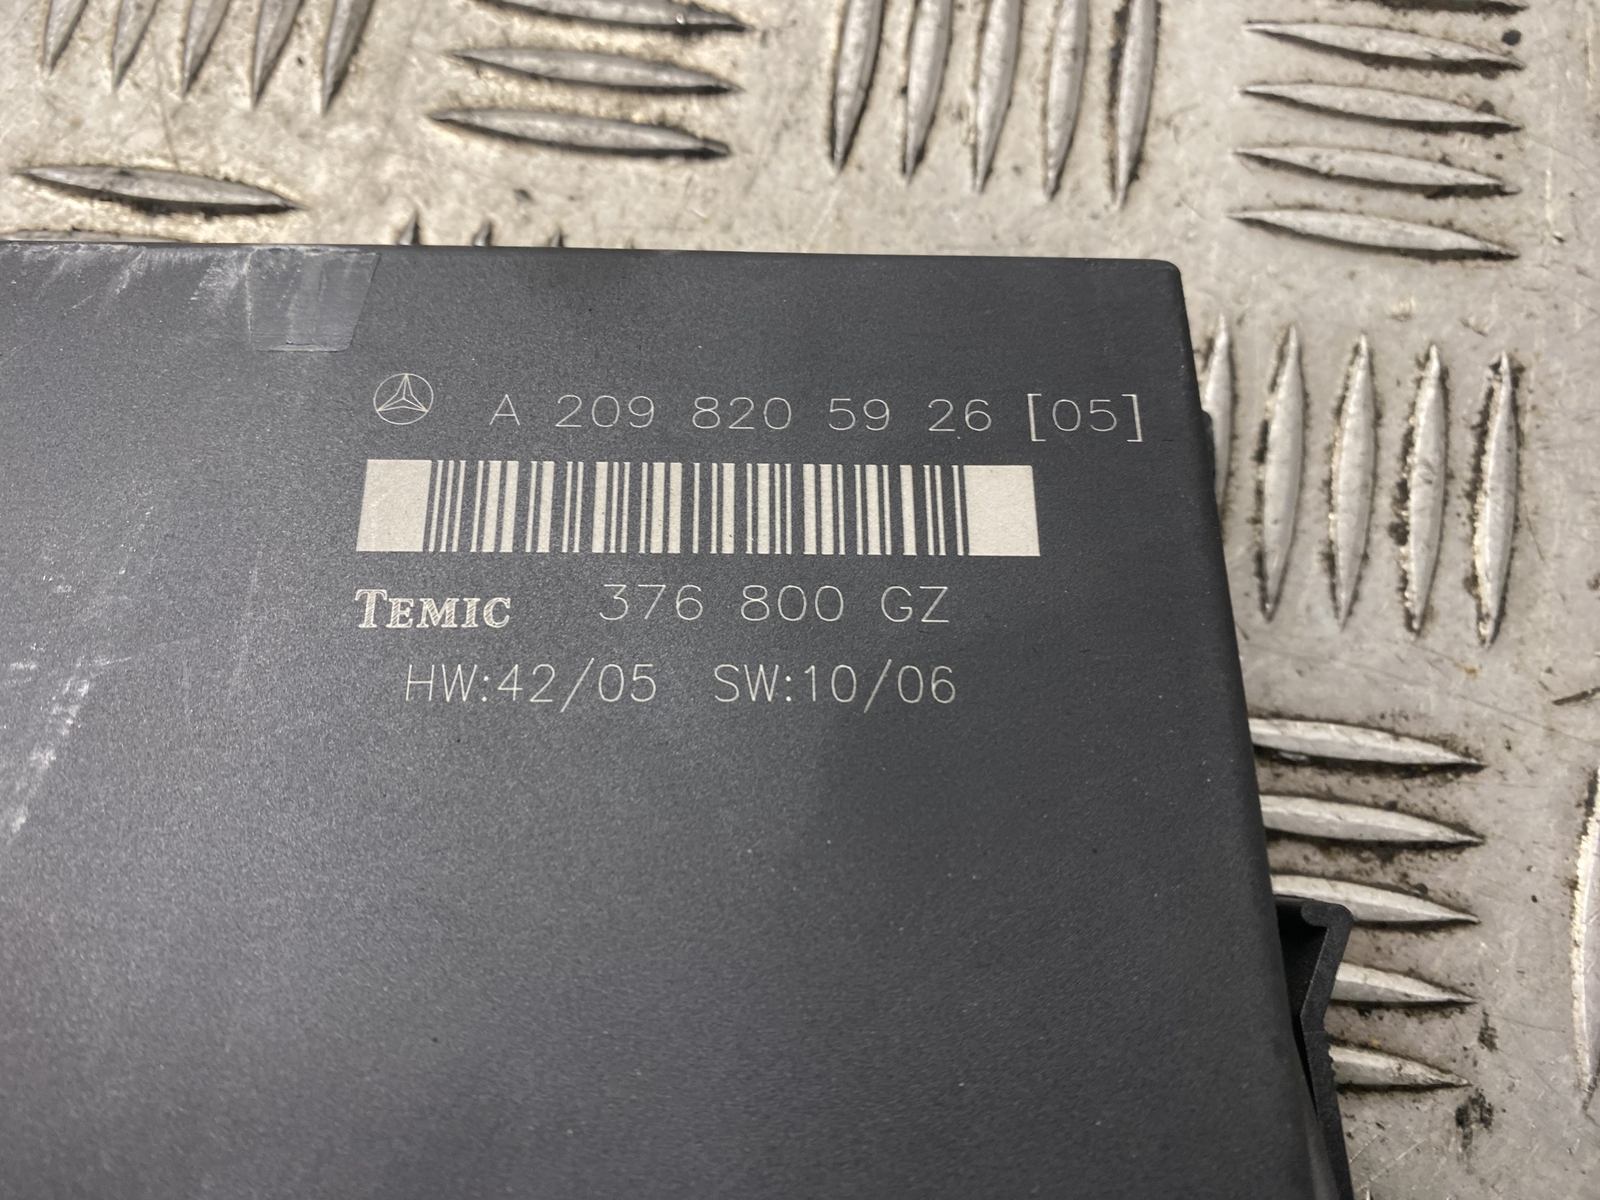 A 209 820 59 26 [05]
TEMIC 376 800 GZ
HW:42/05 SW:10/06